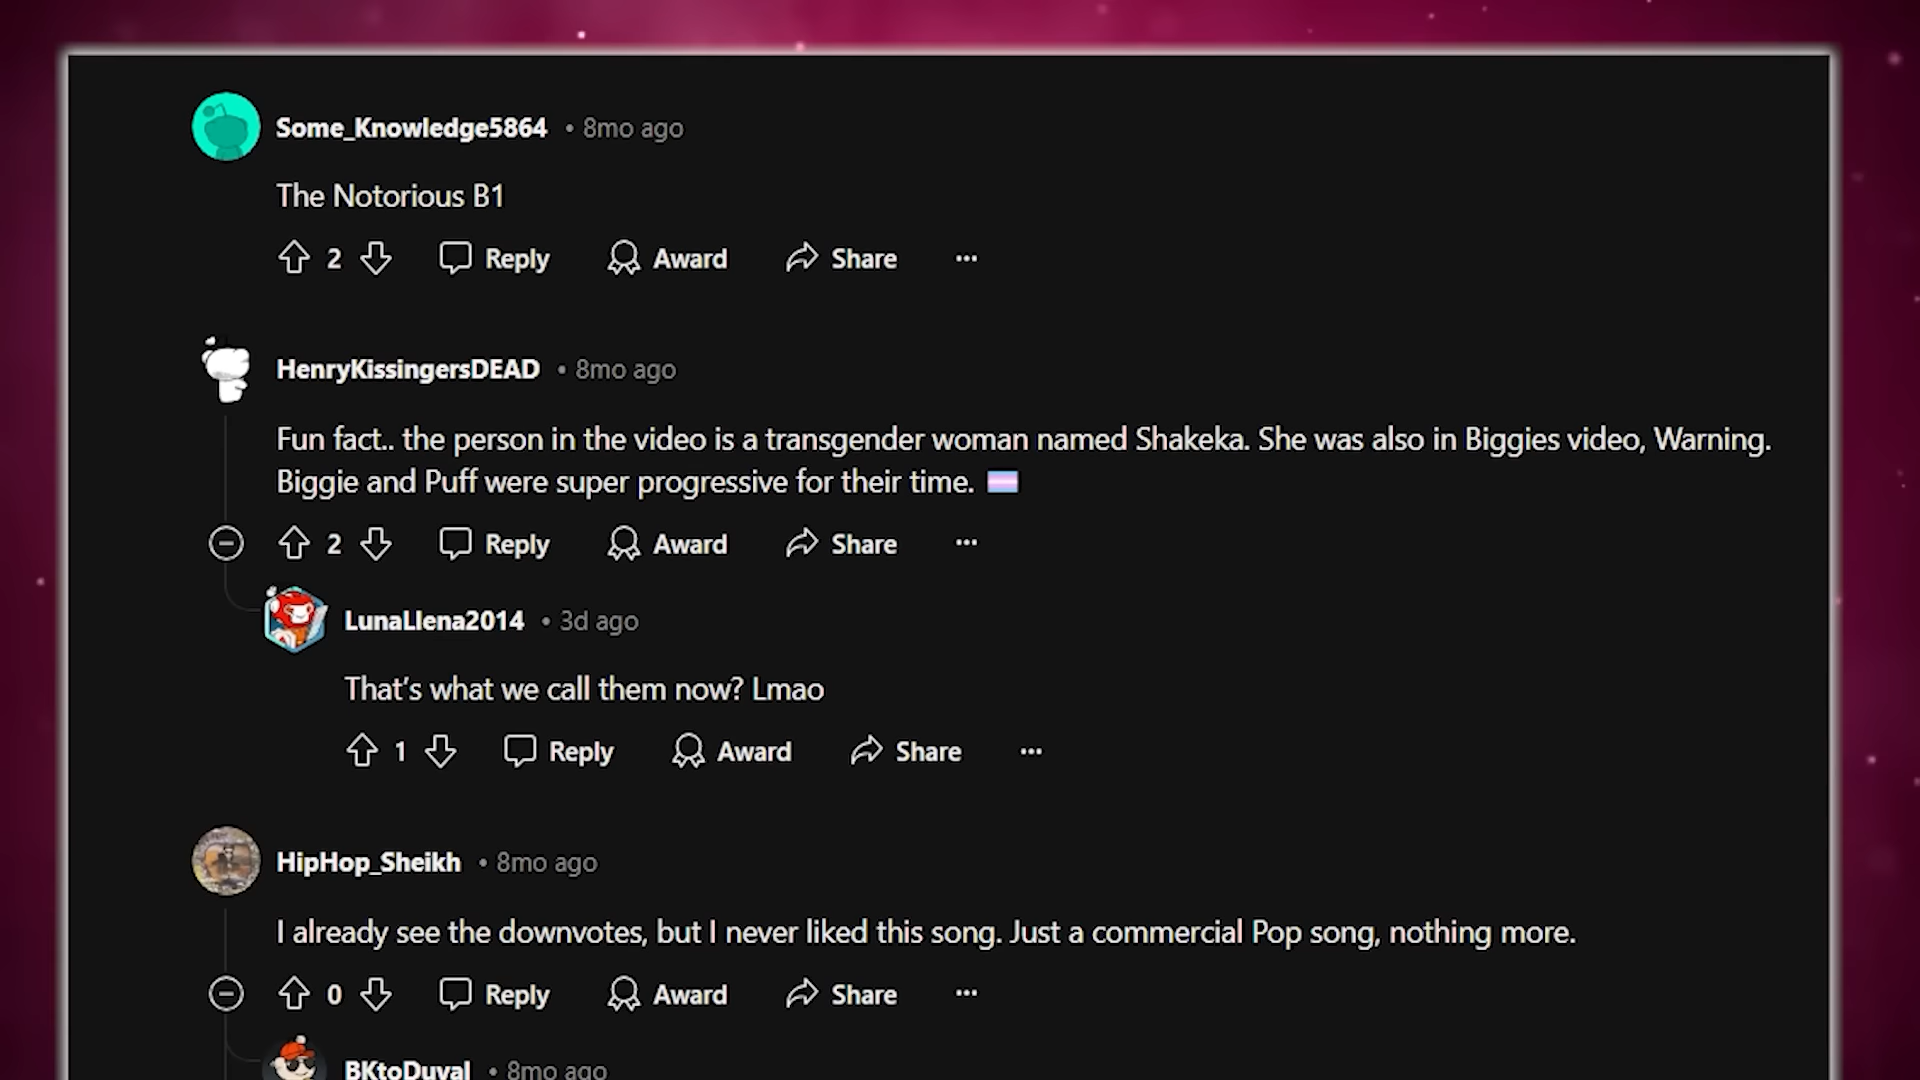 Some_Knowledge5864 • 8mo ago
The Notorious B1
2 Reply Award Share ...
HenryKissingersDEAD • 8mo ago
Fun fact.. the person in the video is a transgender woman named Shakeka. She was also in Biggies video, Warning.
Biggie and Puff were super progressive for their time.
2 Reply Award Share ...
LunaLlena2014 • 3d ago
That's what we call them now? Lmao
1 Reply Award Share ...
HipHop_Sheikh • 8mo ago
I already see the downvotes, but I never liked this song. Just a commercial Pop song, nothing more.
0 Reply Award Share ...
BKtoDuval • 8mo ago